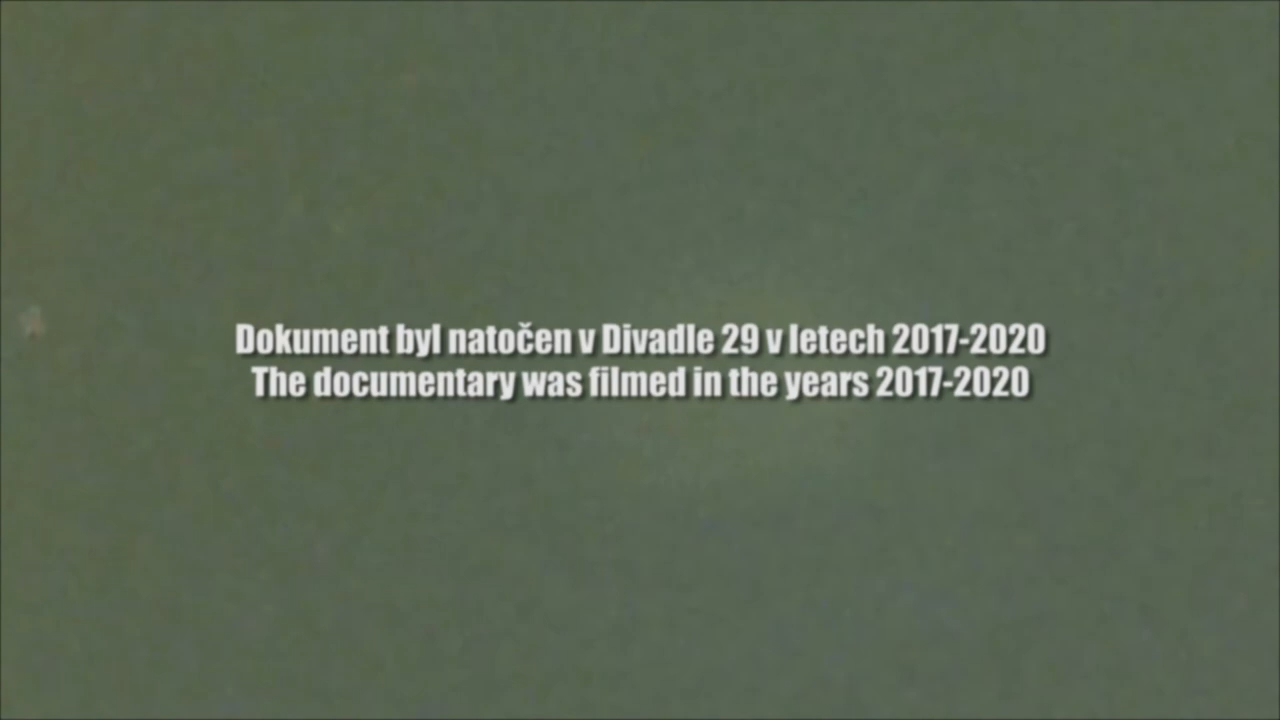 Dokument byl natočen v Divadle 29 v letech 2017-2020
The documentary was filmed in the years 2017-2020